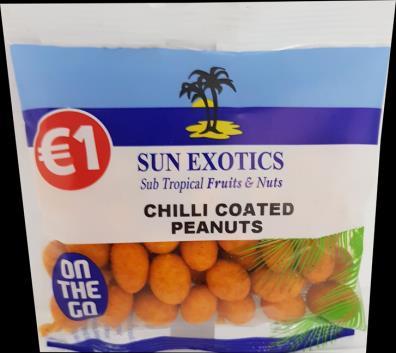 €1
SUN EXOTICS
Sub Tropical Fruits & Nuts
CHILLI COATED
PEANUTS
ON
THE
GO